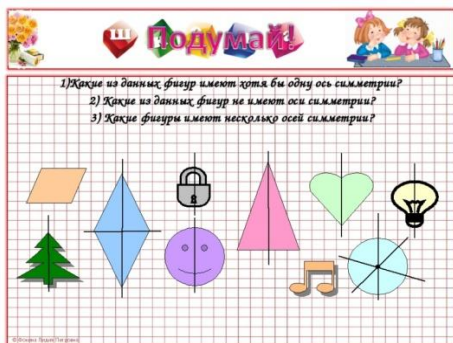 Подумай!
1)Какие из данных фигур имеют хотя бы одну ось симметрии?
2) Какие из данных фигур не имеют оси симметрии?
3) Какие фигуры имеют несколько осей симметрии?